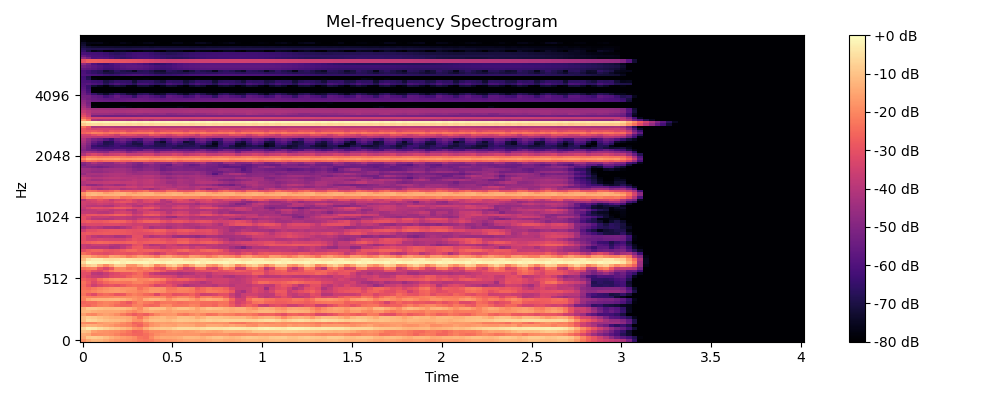 Mel-frequency Spectrogram
Hz
4096
2048
1024
512
0
0
0.5
1
1.5
2
2.5
3
3.5
4
Time
+0 dB
-10 dB
-20 dB
-30 dB
-40 dB
-50 dB
-60 dB
-70 dB
-80 dB